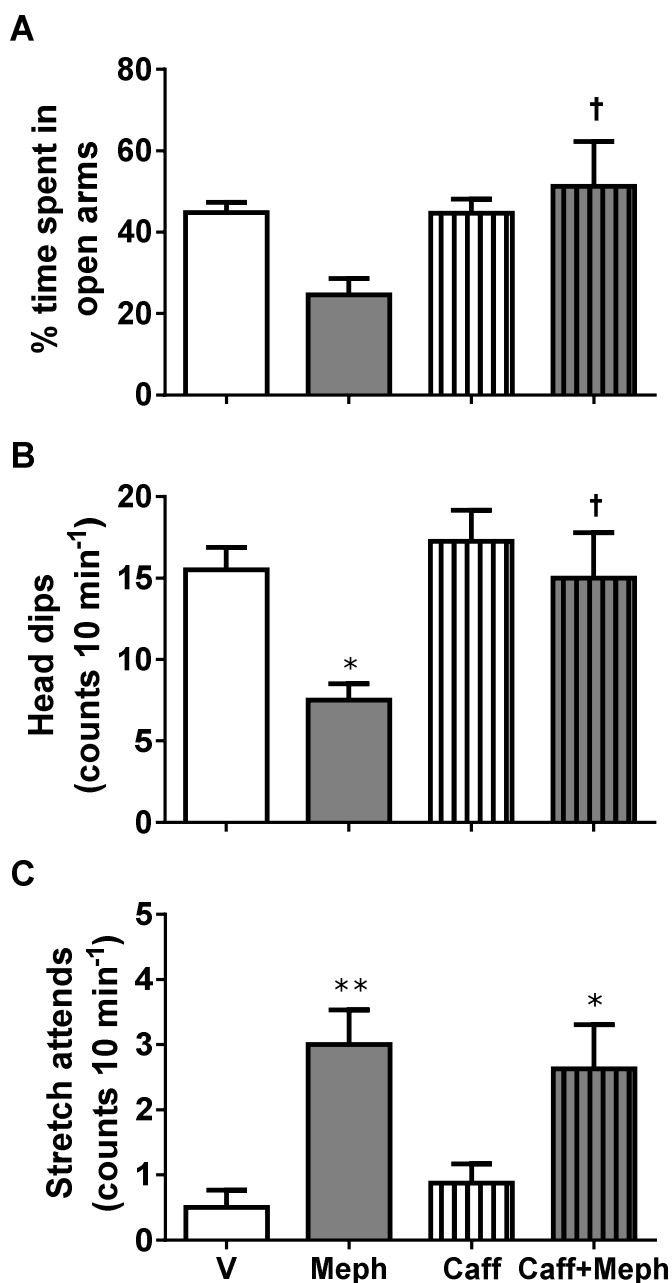 A
% time spent in
open arms
80
60
40
20
0
†
B
Head dips
(counts 10 min⁻¹)
20
15
10
5
0
*
†
C
Stretch attends
(counts 10 min⁻¹)
5
4
3
2
1
0
**
*
V Meph Caff Caff+Meph